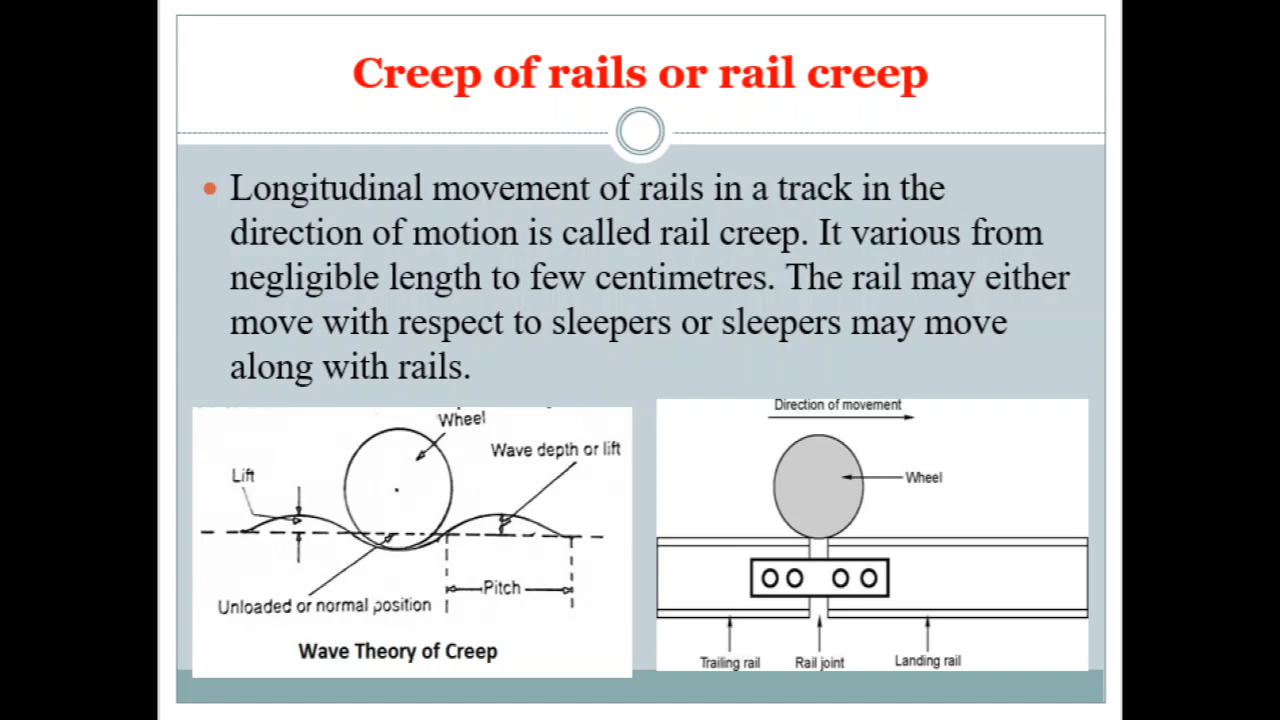 Creep of rails or rail creep
• Longitudinal movement of rails in a track in the
direction of motion is called rail creep. It various from
negligible length to few centimetres. The rail may either
move with respect to sleepers or sleepers may move
along with rails.
Wheel
Wave depth or lift
Lift
Pitch
Unloaded or normal position
Wave Theory of Creep
Direction of movement
Wheel
Trailing rail
Rail joint
Landing rail